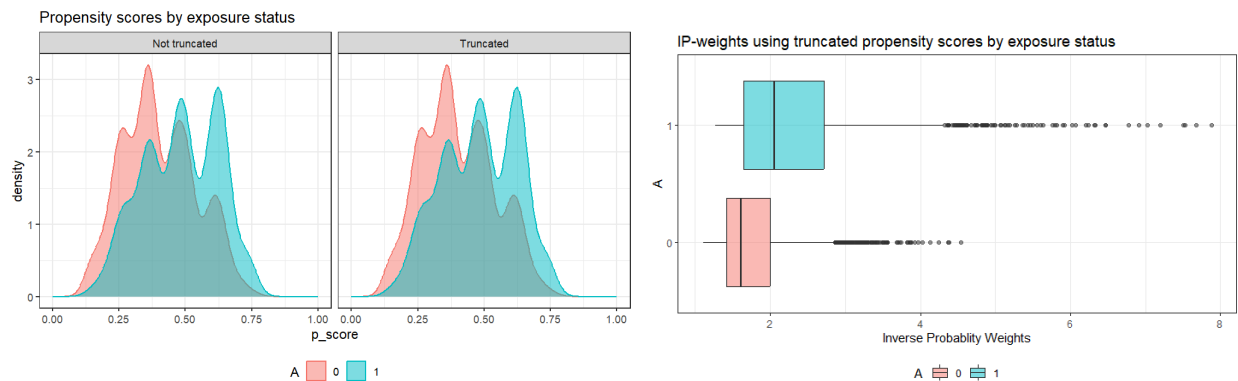 Propensity scores by exposure status
Not truncated
Truncated
density
3
2
1
0
0.00 0.25 0.50 0.75 1.00
0.00 0.25 0.50 0.75 1.00
p_score
A 0 1
IP-weights using truncated propensity scores by exposure status
A
1
0
2 4 6 8
Inverse Probablity Weights
A 0 1